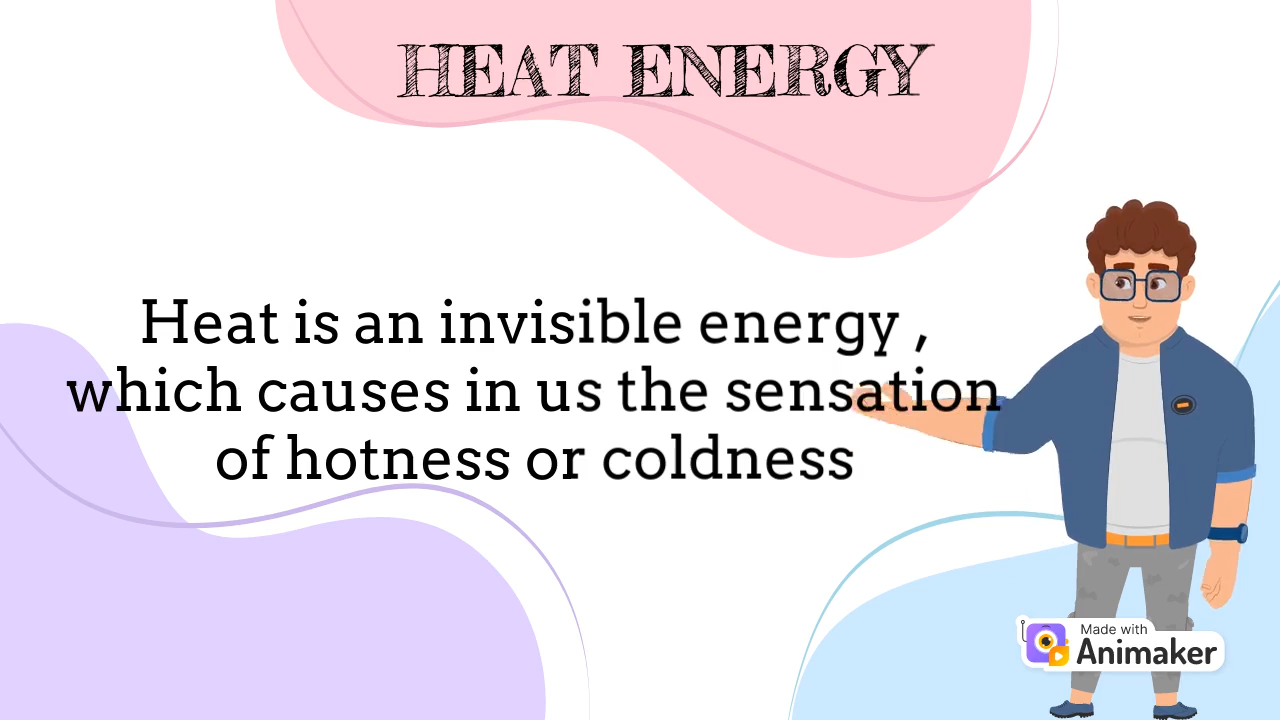 HEAT ENERGY
Heat is an invisible energy ,
which causes in us the sensation
of hotness or coldness
Made with
Animaker